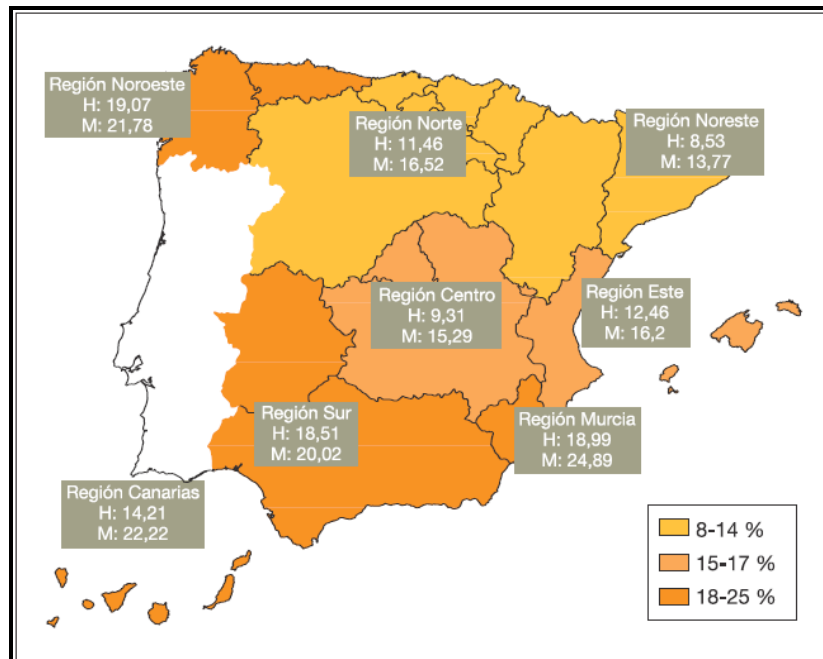 Región Noroeste
H: 19,07
M: 21,78
Región Norte
H: 11,46
M: 16,52
Región Noreste
H: 8,53
M: 13,77
Región Centro
H: 9,31
M: 15,29
Región Este
H: 12,46
M: 16,2
Región Sur
H: 18,51
M: 20,02
Región Murcia
H: 18,99
M: 24,89
Región Canarias
H: 14,21
M: 22,22
8-14 %
15-17 %
18-25 %